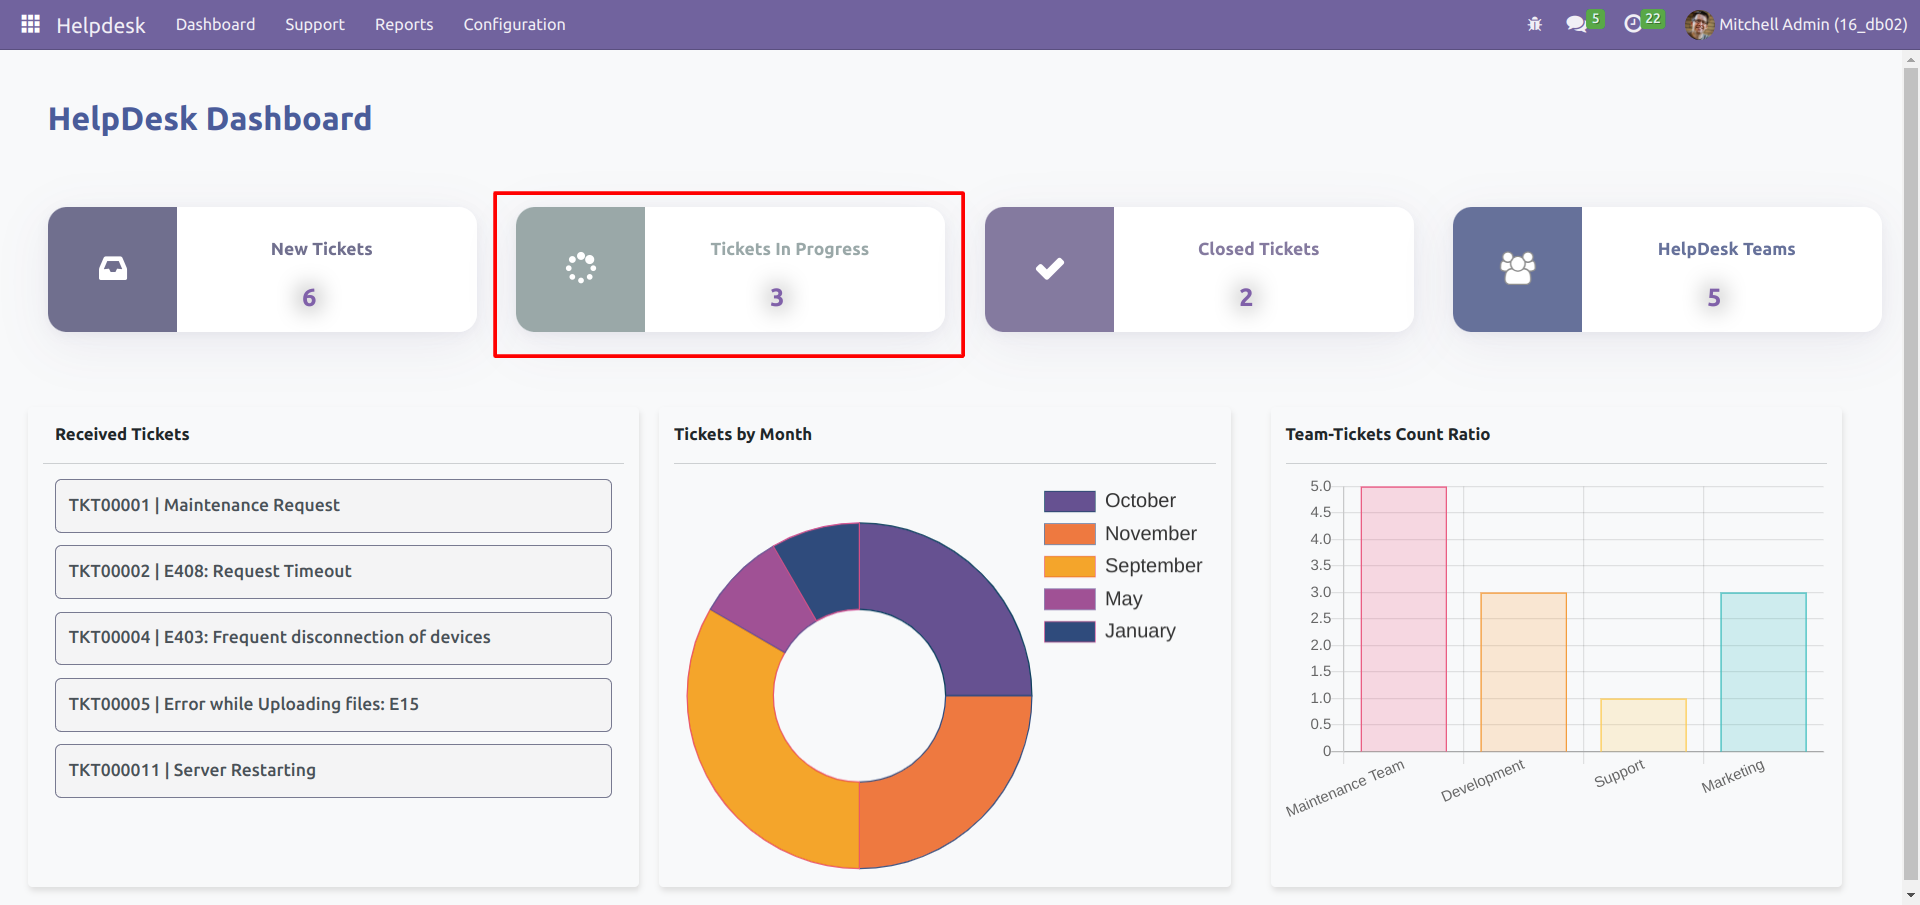 Helpdesk Dashboard Support Reports Configuration 5 22 Mitchell Admin (16_db02)
HelpDesk Dashboard
New Tickets
6
Tickets In Progress
3
Closed Tickets
2
HelpDesk Teams
5
Received Tickets
TKT00001 | Maintenance Request
TKT00002 | E408: Request Timeout
TKT00004 | E403: Frequent disconnection of devices
TKT00005 | Error while Uploading files: E15
TKT000011 | Server Restarting
Tickets by Month
October
November
September
May
January
Team-Tickets Count Ratio
5.0
4.5
4.0
3.5
3.0
2.5
2.0
1.5
1.0
0.5
0
Maintenance Team
Development
Support
Marketing